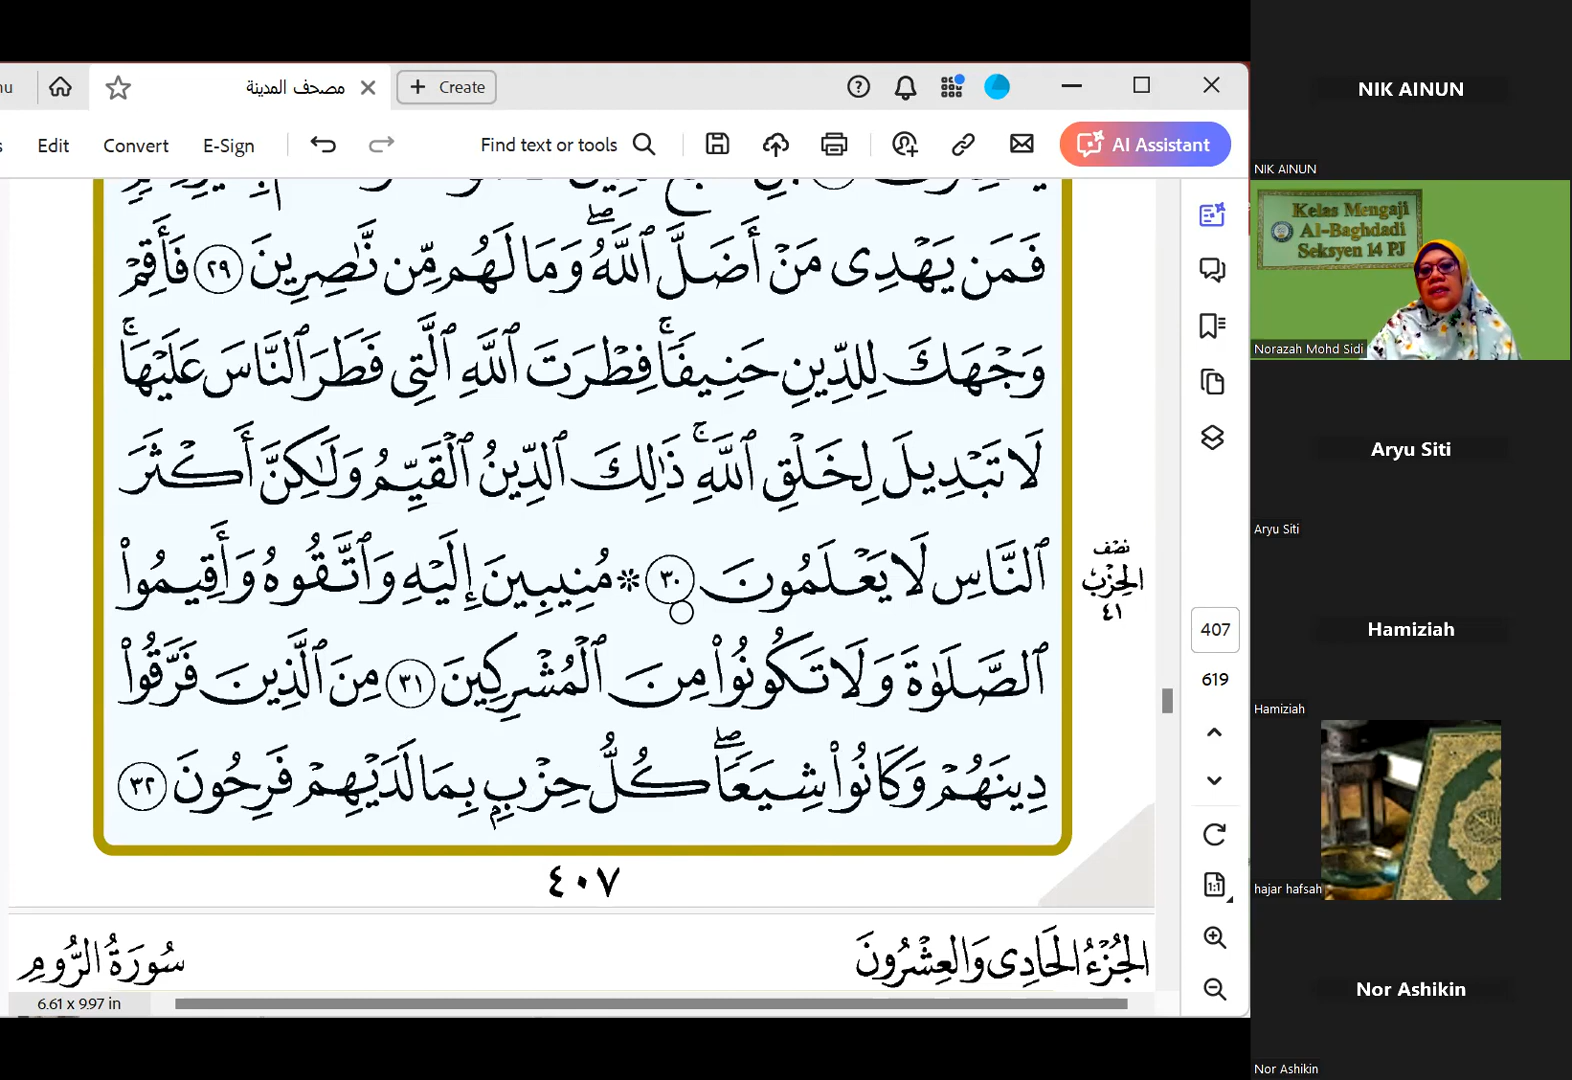 nu
مصحف المدينة
Create
s
Edit
Convert
E-Sign
Find text or tools
AI Assistant
فَمَن يَهْدِى مَنْ أَضَلَّ ٱللَّهُۖ وَمَا لَهُم مِّن نَّٰصِرِينَ ٢٩ فَأَقِمْ
وَجْهَكَ لِلدِّينِ حَنِيفًاۚ فِطْرَتَ ٱللَّهِ ٱلَّتِى فَطَرَ ٱلنَّاسَ عَلَيْهَاۚ
لَا تَبْدِيلَ لِخَلْقِ ٱللَّهِۚ ذَٰلِكَ ٱلدِّينُ ٱلْقَيِّمُ وَلَٰكِنَّ أَكْثَرَ
ٱلنَّاسِ لَا يَعْلَمُونَ ٣٠ ۞ مُنِيبِينَ إِلَيْهِ وَٱتَّقُوهُ وَأَقِيمُوا۟
ٱلصَّلَوٰةَ وَلَا تَكُونُوا۟ مِنَ ٱلْمُشْرِكِينَ ٣١ مِنَ ٱلَّذِينَ فَرَّقُوا۟
دِينَهُمْ وَكَانُوا۟ شِيَعًاۖ كُلُّ حِزْبٍۭ بِمَا لَدَيْهِمْ فَرِحُونَ ٣٢
نصف
الحزب
٤١
٤٠٧
الجُزْءُ الحَادِى وَالعِشْرُونَ
سُورَةُ الرُّومِ
6.61 x 9.97 in
407
619
1:1
NIK AINUN
NIK AINUN
Kelas Mengaji
Al-Baghdadi
Seksyen 14 PJ
Norazah Mohd Sidi
Aryu Siti
Aryu Siti
Hamiziah
Hamiziah
hajar hafsah
Nor Ashikin
Nor Ashikin